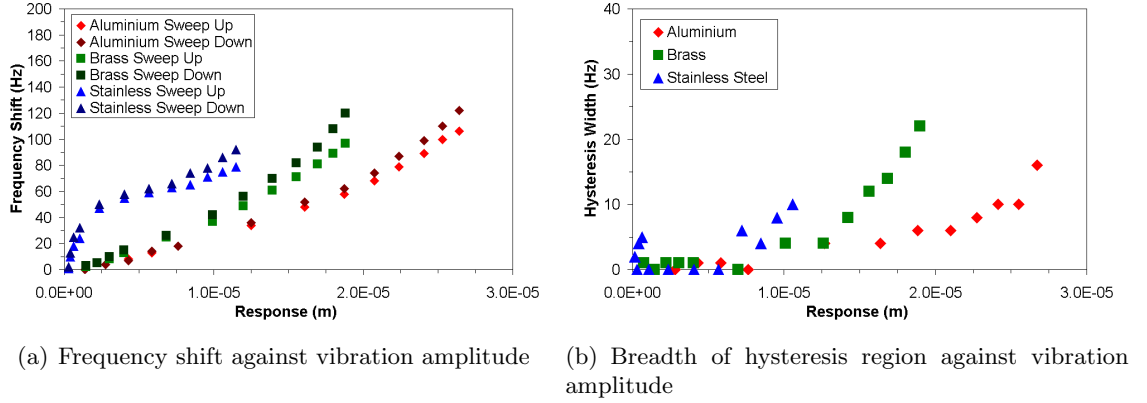 Frequency Shift (Hz)
200
180
160
140
120
100
80
60
40
20
0
Aluminium Sweep Up
Aluminium Sweep Down
Brass Sweep Up
Brass Sweep Down
Stainless Sweep Up
Stainless Sweep Down
0.0E+00 1.0E-05 2.0E-05 3.0E-05
Response (m)
(a) Frequency shift against vibration amplitude
Hysteresis Width (Hz)
40
30
20
10
0
Aluminium
Brass
Stainless Steel
0.0E+00 1.0E-05 2.0E-05 3.0E-05
Response (m)
(b) Breadth of hysteresis region against vibration
amplitude